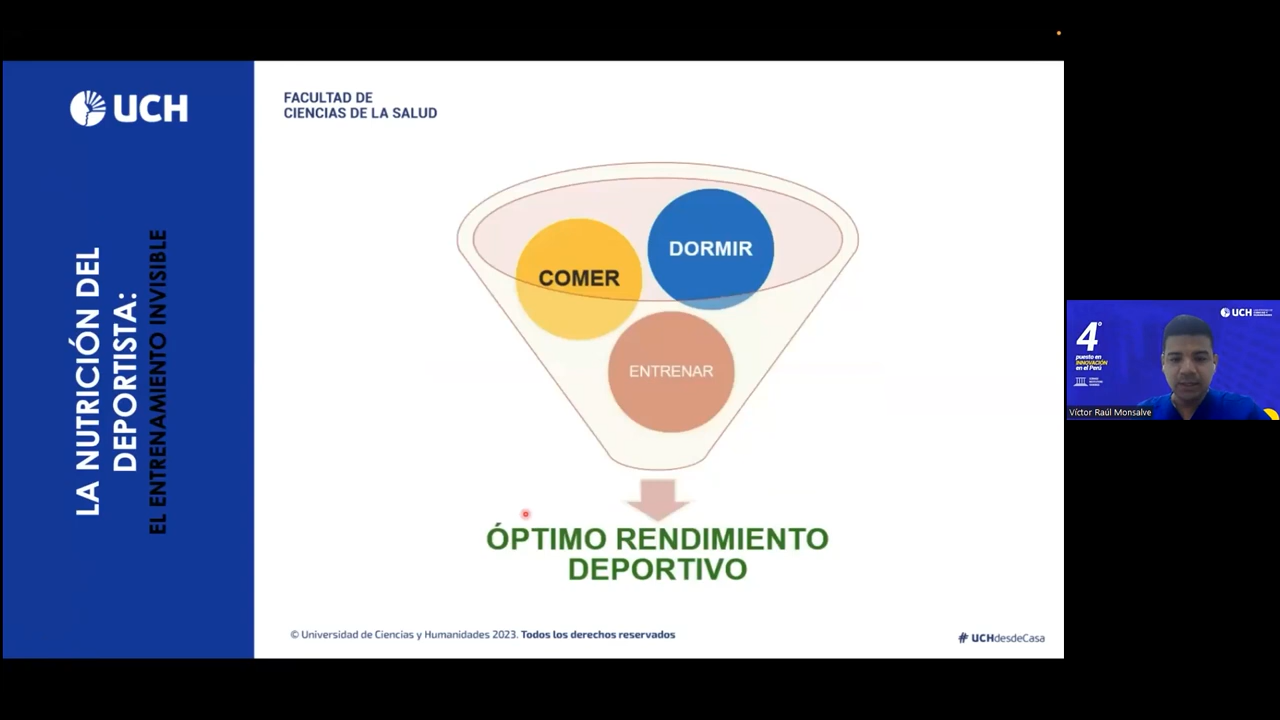 UCH
LA NUTRICIÓN DEL
DEPORTISTA:
EL ENTRENAMIENTO INVISIBLE
FACULTAD DE
CIENCIAS DE LA SALUD
COMER
DORMIR
ENTRENAR
ÓPTIMO RENDIMIENTO
DEPORTIVO
© Universidad de Ciencias y Humanidades 2023. Todos los derechos reservados
# UCHdesdeCasa
UCH
4°
puesto en
INNOVACIÓN
en el Perú
Víctor Raúl Monsalve